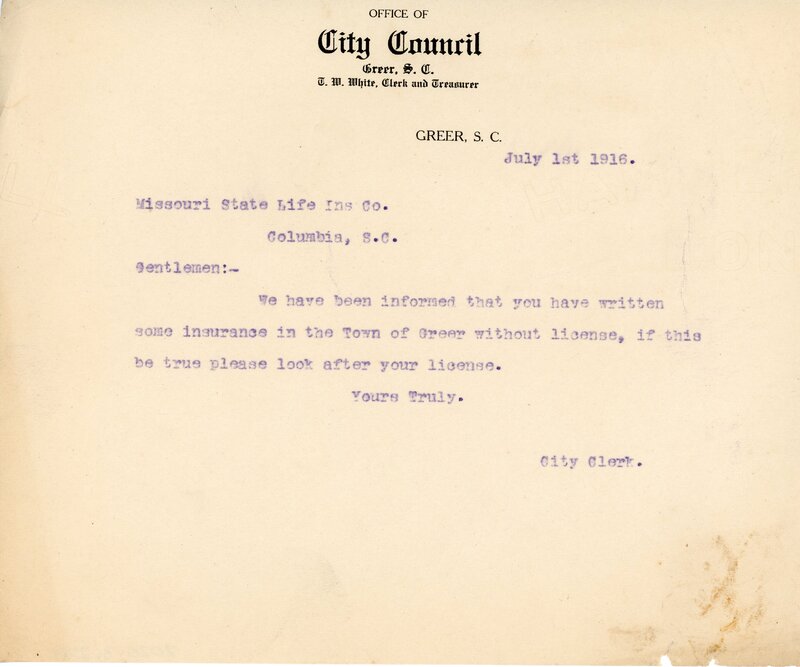 OFFICE OF
City Council
Greer, S. C.
T. W. White, Clerk and Treasurer
GREER, S. C.
July 1st 1916.
Missouri State Life Ins Co.
Columbia, S.C.
Gentlemen:-
We have been informed that you have written
some insurance in the Town of Greer without license, if this
be true please look after your license.
Yours Truly.
City Clerk.